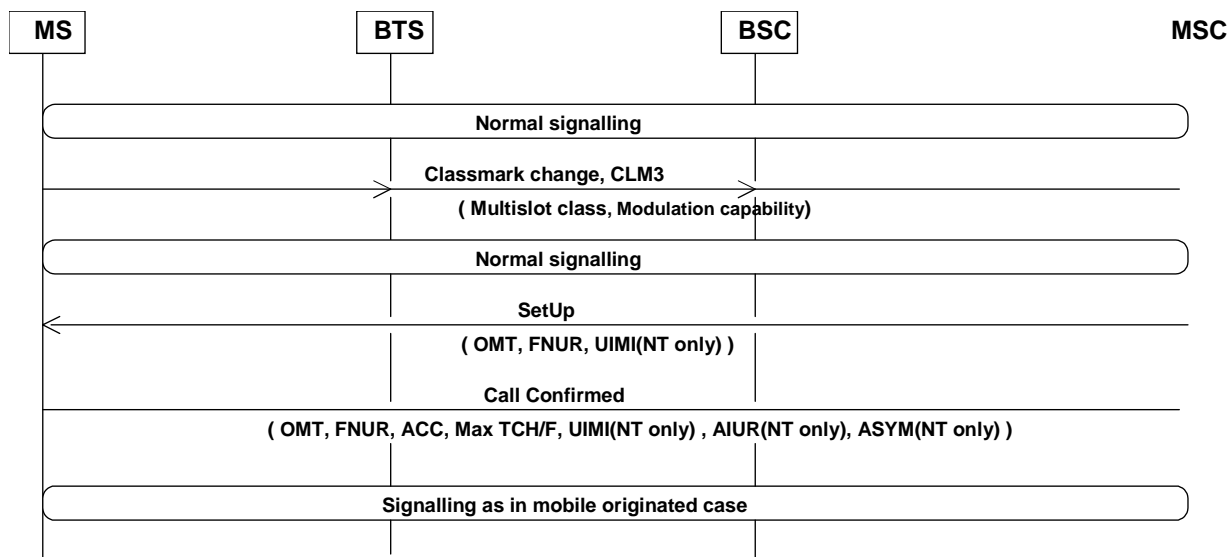 MS BTS BSC MSC
Normal signalling
Classmark change, CLM3
( Multislot class, Modulation capability)
Normal signalling
SetUp
( OMT, FNUR, UIMI(NT only) )
Call Confirmed
( OMT, FNUR, ACC, Max TCH/F, UIMI(NT only) , AIUR(NT only), ASYM(NT only) )
Signalling as in mobile originated case